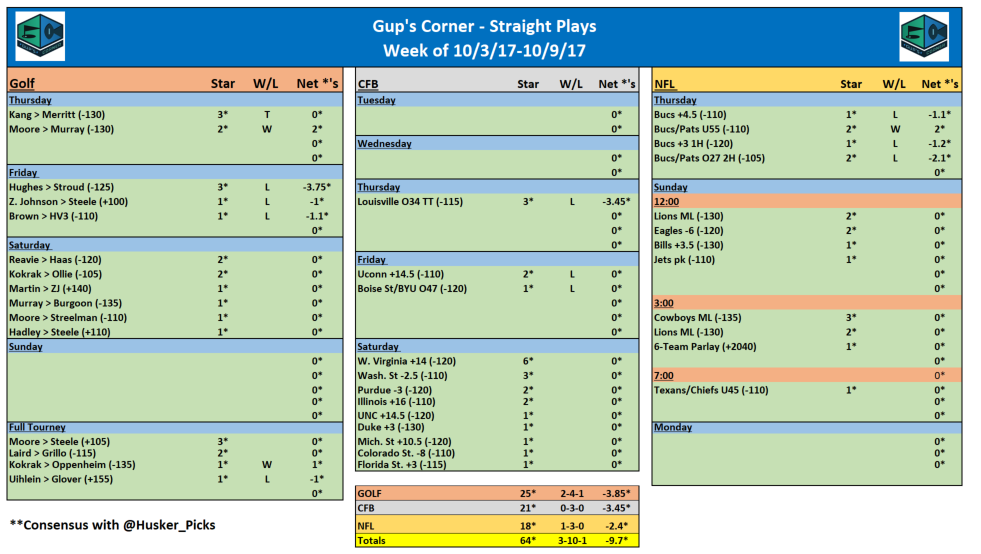 Gup's Corner - Straight Plays
Week of 10/3/17-10/9/17
Golf Star W/L Net *'s
Thursday
Kang > Merritt (-130) 3* T 0*
Moore > Murray (-130) 2* W 2*
0*
0*
Friday
Hughes > Stroud (-125) 3* L -3.75*
Z. Johnson > Steele (+100) 1* L -1*
Brown > HV3 (-110) 1* L -1.1*
0*
Saturday
Reavie > Haas (-120) 2* 0*
Kokrak > Ollie (-105) 2* 0*
Martin > ZJ (+140) 1* 0*
Murray > Burgoon (-135) 1* 0*
Moore > Streelman (-110) 1* 0*
Hadley > Steele (+110) 1* 0*
Sunday
0*
0*
0*
0*
0*
Full Tourney
Moore > Steele (+105) 3* 0*
Laird > Grillo (-115) 2* 0*
Kokrak > Oppenheim (-135) 1* W 1*
Uihlein > Glover (+155) 1* L -1*
0*
**Consensus with @Husker_Picks
CFB Star W/L Net *'s
Tuesday
0*
0*
Wednesday
0*
0*
Thursday
Louisville O34 TT (-115) 3* L -3.45*
0*
0*
0*
Friday
Uconn +14.5 (-110) 2* L 0*
Boise St/BYU O47 (-120) 1* L 0*
0*
0*
0*
Saturday
W. Virginia +14 (-120) 6* 0*
Wash. St -2.5 (-110) 3* 0*
Purdue -3 (-120) 2* 0*
Illinois +16 (-110) 2* 0*
UNC +14.5 (-120) 1* 0*
Duke +3 (-130) 1* 0*
Mich. St +10.5 (-120) 1* 0*
Colorado St. -8 (-110) 1* 0*
Florida St. +3 (-115) 1* 0*
GOLF 25* 2-4-1 -3.85*
CFB 21* 0-3-0 -3.45*
NFL 18* 1-3-0 -2.4*
Totals 64* 3-10-1 -9.7*
NFL Star W/L Net *'s
Thursday
Bucs +4.5 (-110) 1* L -1.1*
Bucs/Pats U55 (-110) 2* W 2*
Bucs +3 1H (-120) 1* L -1.2*
Bucs/Pats O27 2H (-105) 2* L -2.1*
0*
Sunday
12:00
Lions ML (-130) 2* 0*
Eagles -6 (-120) 2* 0*
Bills +3.5 (-130) 1* 0*
Jets pk (-110) 1* 0*
0*
0*
3:00
Cowboys ML (-135) 3* 0*
Lions ML (-130) 2* 0*
6-Team Parlay (+2040) 1* 0*
0*
7:00 0*
Texans/Chiefs U45 (-110) 1* 0*
0*
0*
Monday
0*
0*
0*